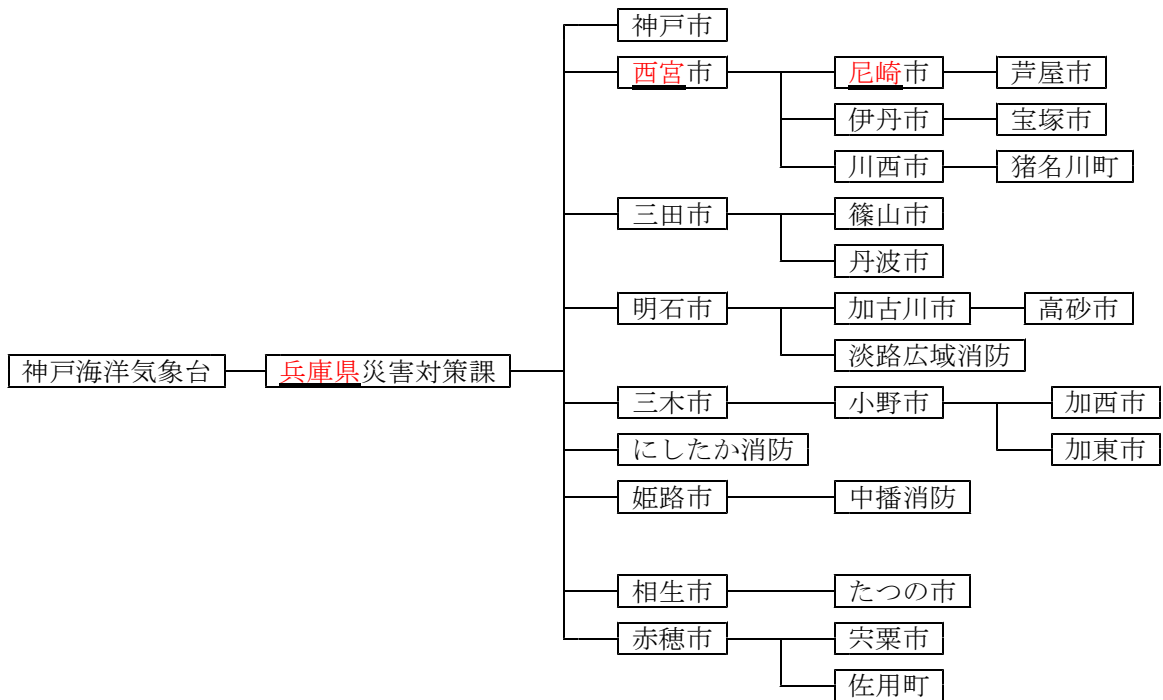 神戸市
西宮市 尼崎市 芦屋市
伊丹市 宝塚市
川西市 猪名川町
三田市 篠山市
丹波市
明石市 加古川市 高砂市
淡路広域消防
神戸海洋気象台 兵庫県災害対策課
三木市 小野市 加西市
にしたか消防 加東市
姫路市 中播消防
相生市 たつの市
赤穂市 宍粟市
佐用町